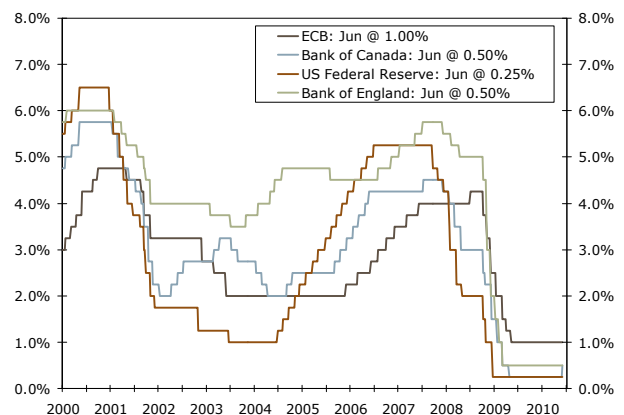 8.0% 8.0%
ECB: Jun @ 1.00%
Bank of Canada: Jun @ 0.50%
7.0% 7.0%
US Federal Reserve: Jun @ 0.25%
Bank of England: Jun @ 0.50%
6.0% 6.0%
5.0% 5.0%
4.0% 4.0%
3.0% 3.0%
2.0% 2.0%
1.0% 1.0%
0.0% 0.0%
2000 2001 2002 2003 2004 2005 2006 2007 2008 2009 2010